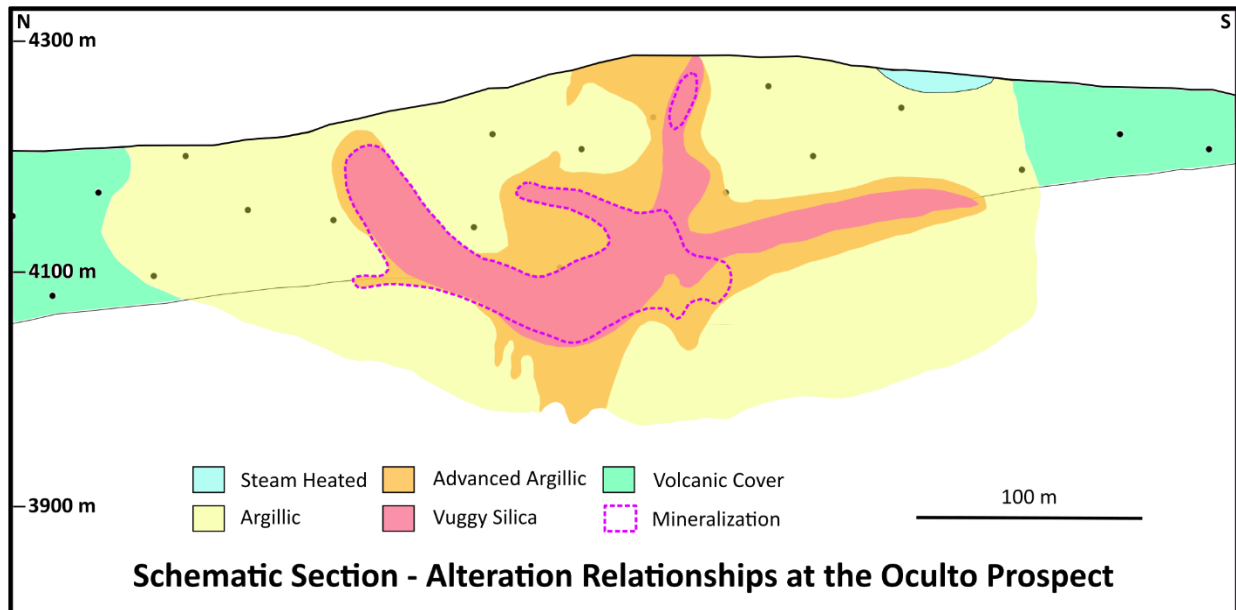 N
S
4300 m
4100 m
3900 m
Steam Heated
Advanced Argillic
Volcanic Cover
Argillic
Vuggy Silica
Mineralization
100 m
Schematic Section - Alteration Relationships at the Oculto Prospect